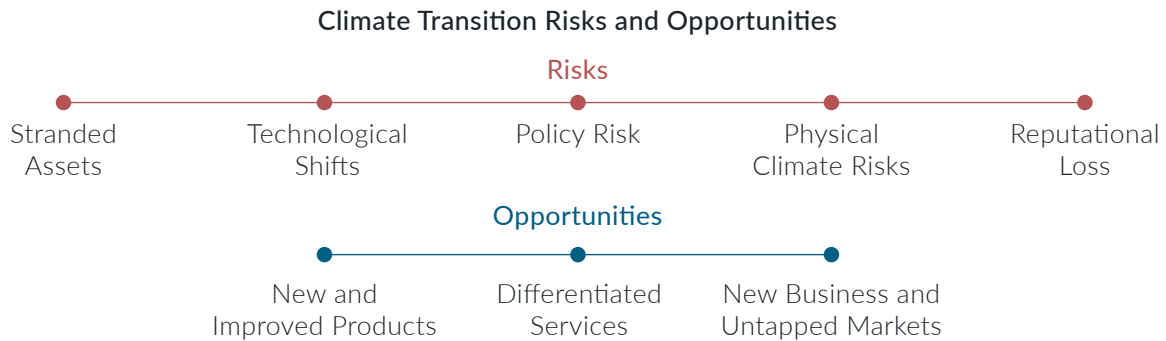 Climate Transition Risks and Opportunities
Risks
Stranded
Assets
Technological
Shifts
Policy Risk
Physical
Climate Risks
Reputational
Loss
Opportunities
New and
Improved Products
Differentiated
Services
New Business and
Untapped Markets